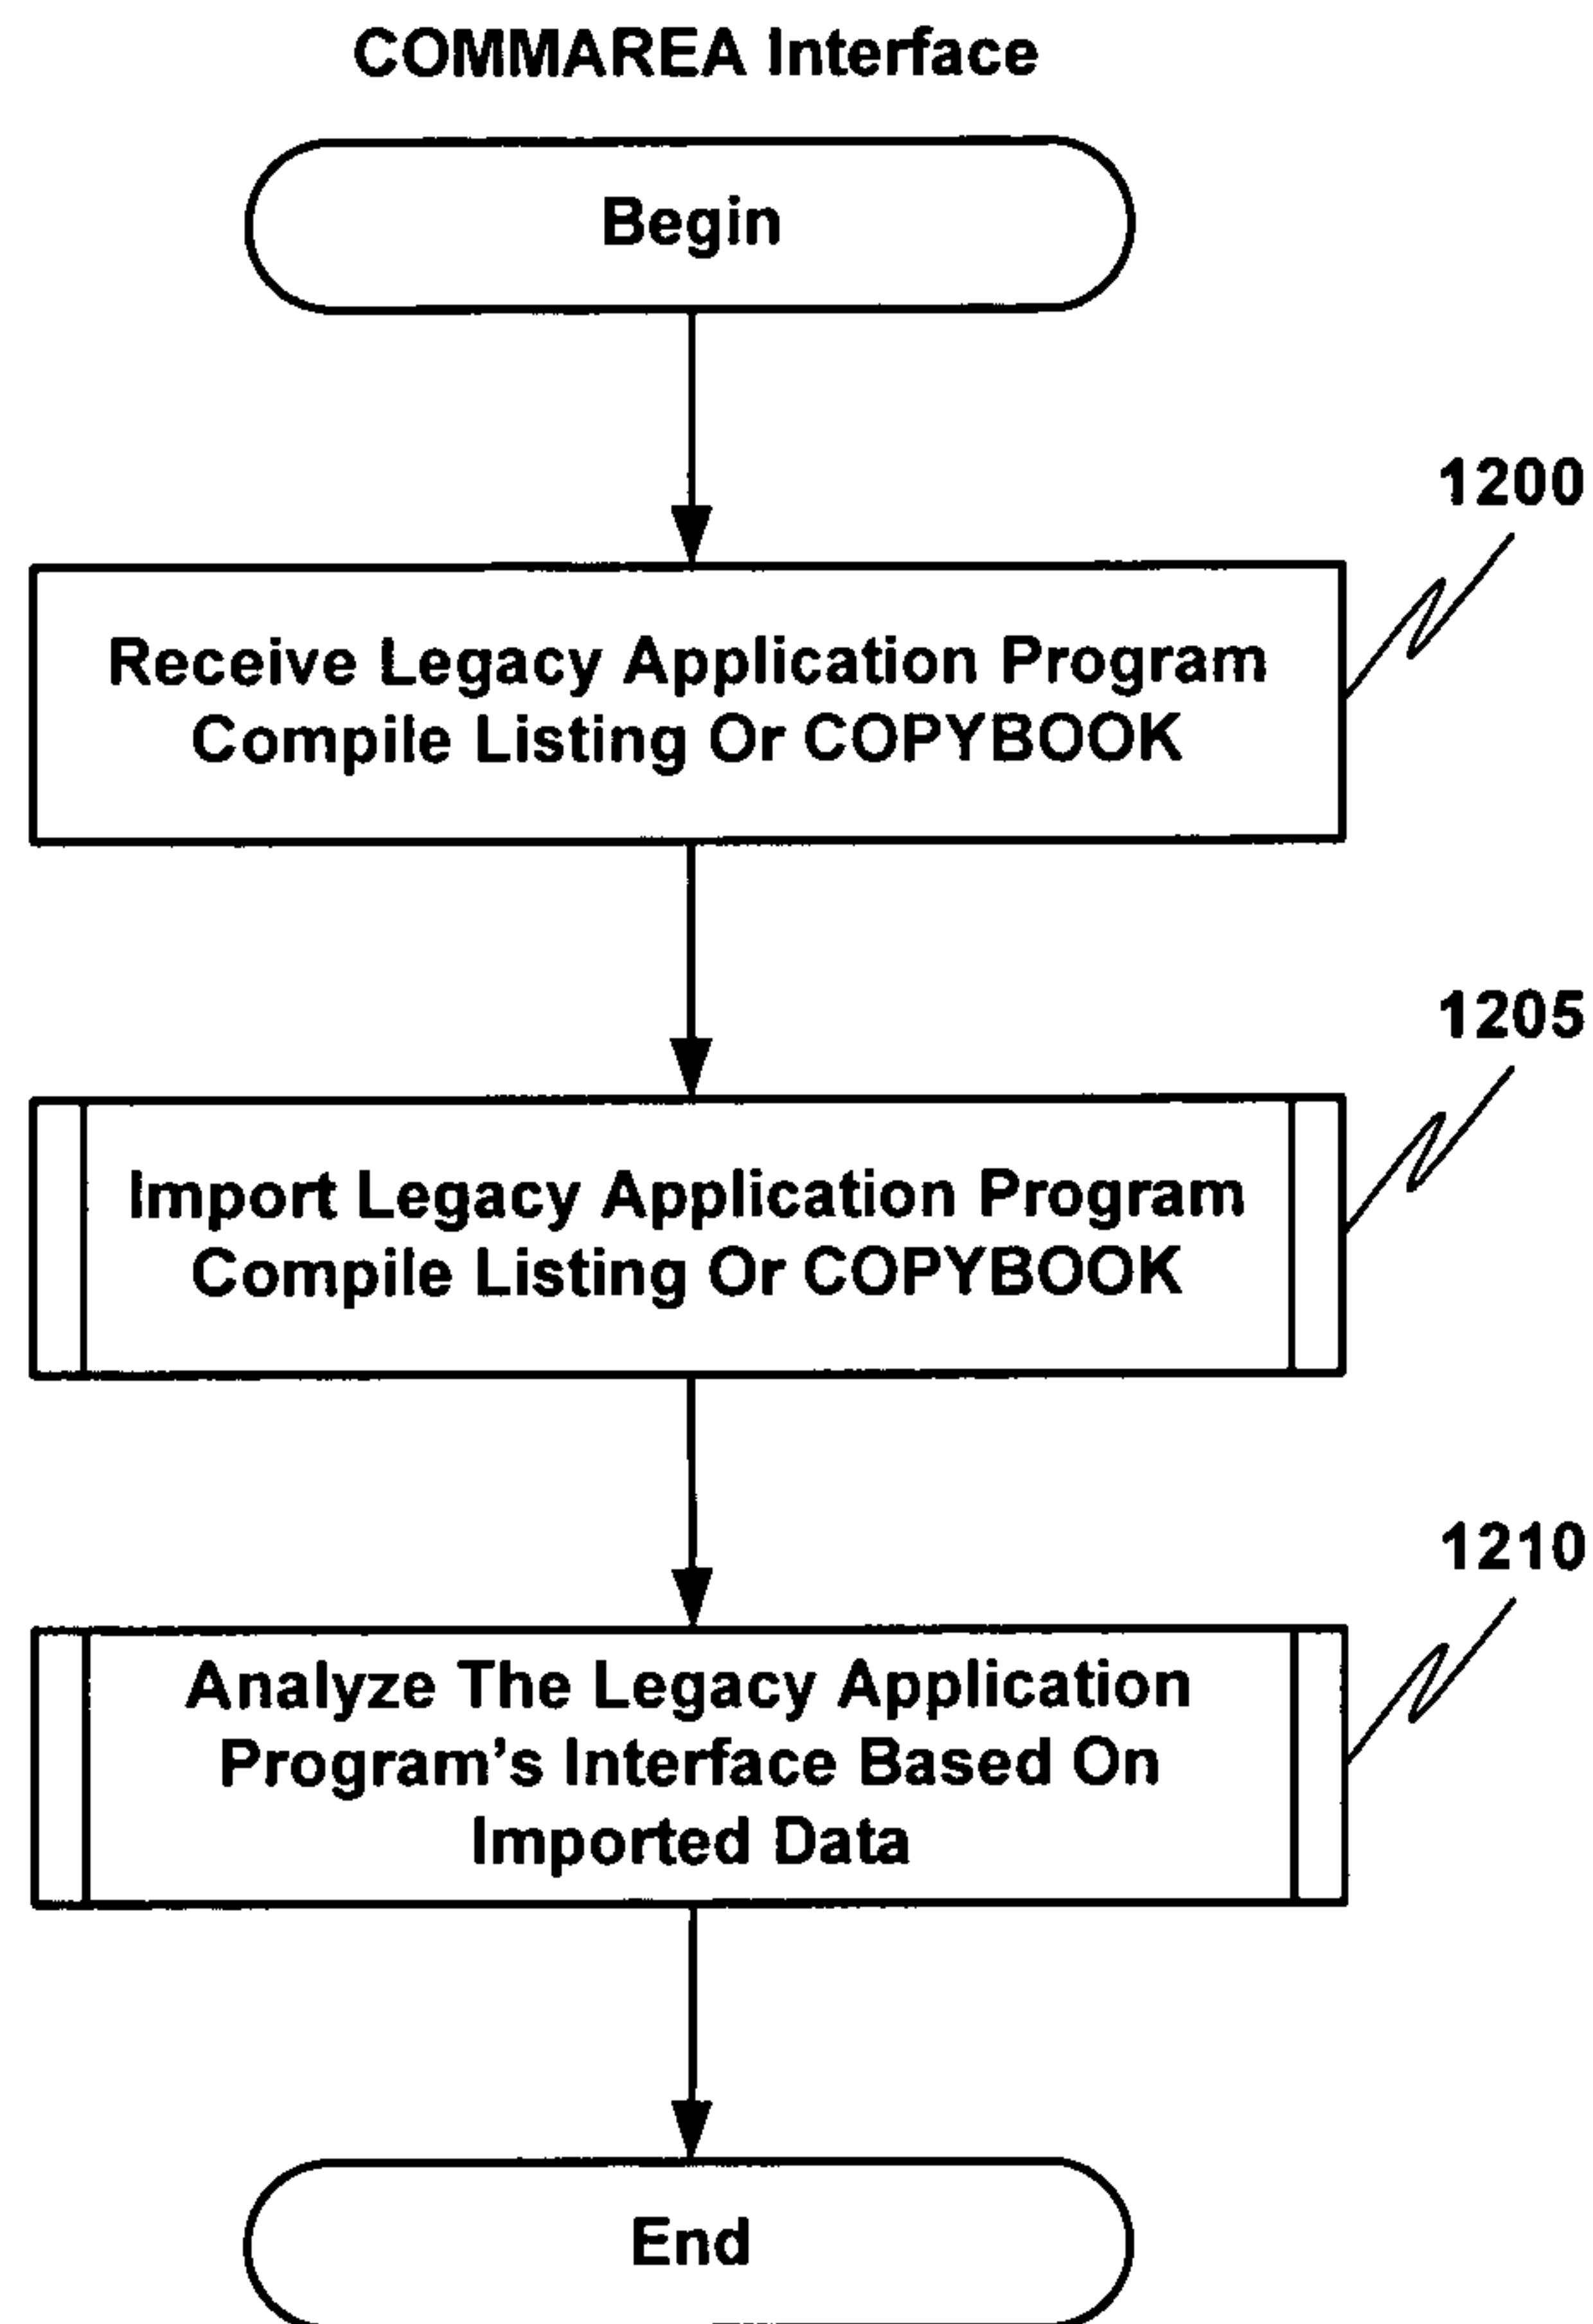 COMMAREA Interface
Begin
1200
Receive Legacy Application Program
Compile Listing Or COPYBOOK
1205
Import Legacy Application Program
Compile Listing Or COPYBOOK
1210
Analyze The Legacy Application
Program’s Interface Based On
Imported Data
End